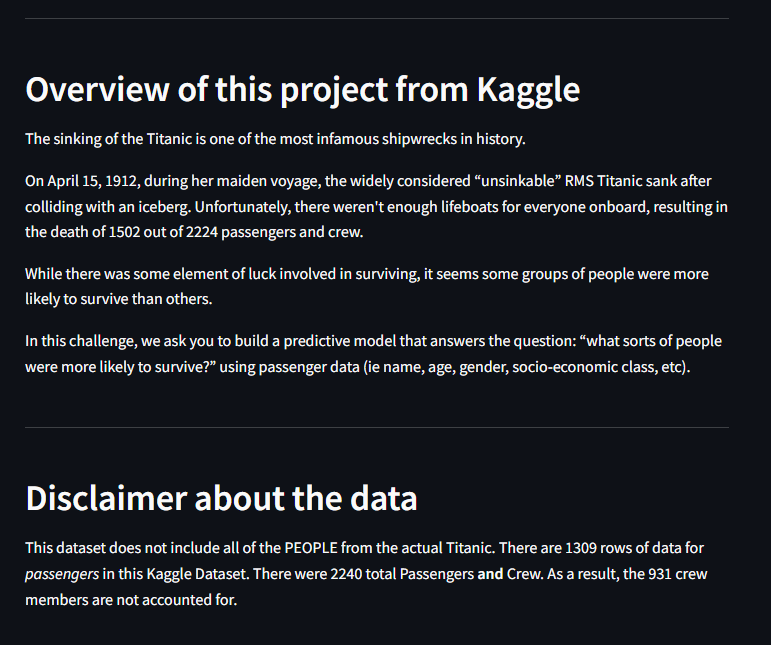 Overview of this project from Kaggle
The sinking of the Titanic is one of the most infamous shipwrecks in history.
On April 15, 1912, during her maiden voyage, the widely considered “unsinkable” RMS Titanic sank after
colliding with an iceberg. Unfortunately, there weren't enough lifeboats for everyone onboard, resulting in
the death of 1502 out of 2224 passengers and crew.
While there was some element of luck involved in surviving, it seems some groups of people were more
likely to survive than others.
In this challenge, we ask you to build a predictive model that answers the question: “what sorts of people
were more likely to survive?” using passenger data (ie name, age, gender, socio-economic class, etc).
Disclaimer about the data
This dataset does not include all of the PEOPLE from the actual Titanic. There are 1309 rows of data for
passengers in this Kaggle Dataset. There were 2240 total Passengers and Crew. As a result, the 931 crew
members are not accounted for.